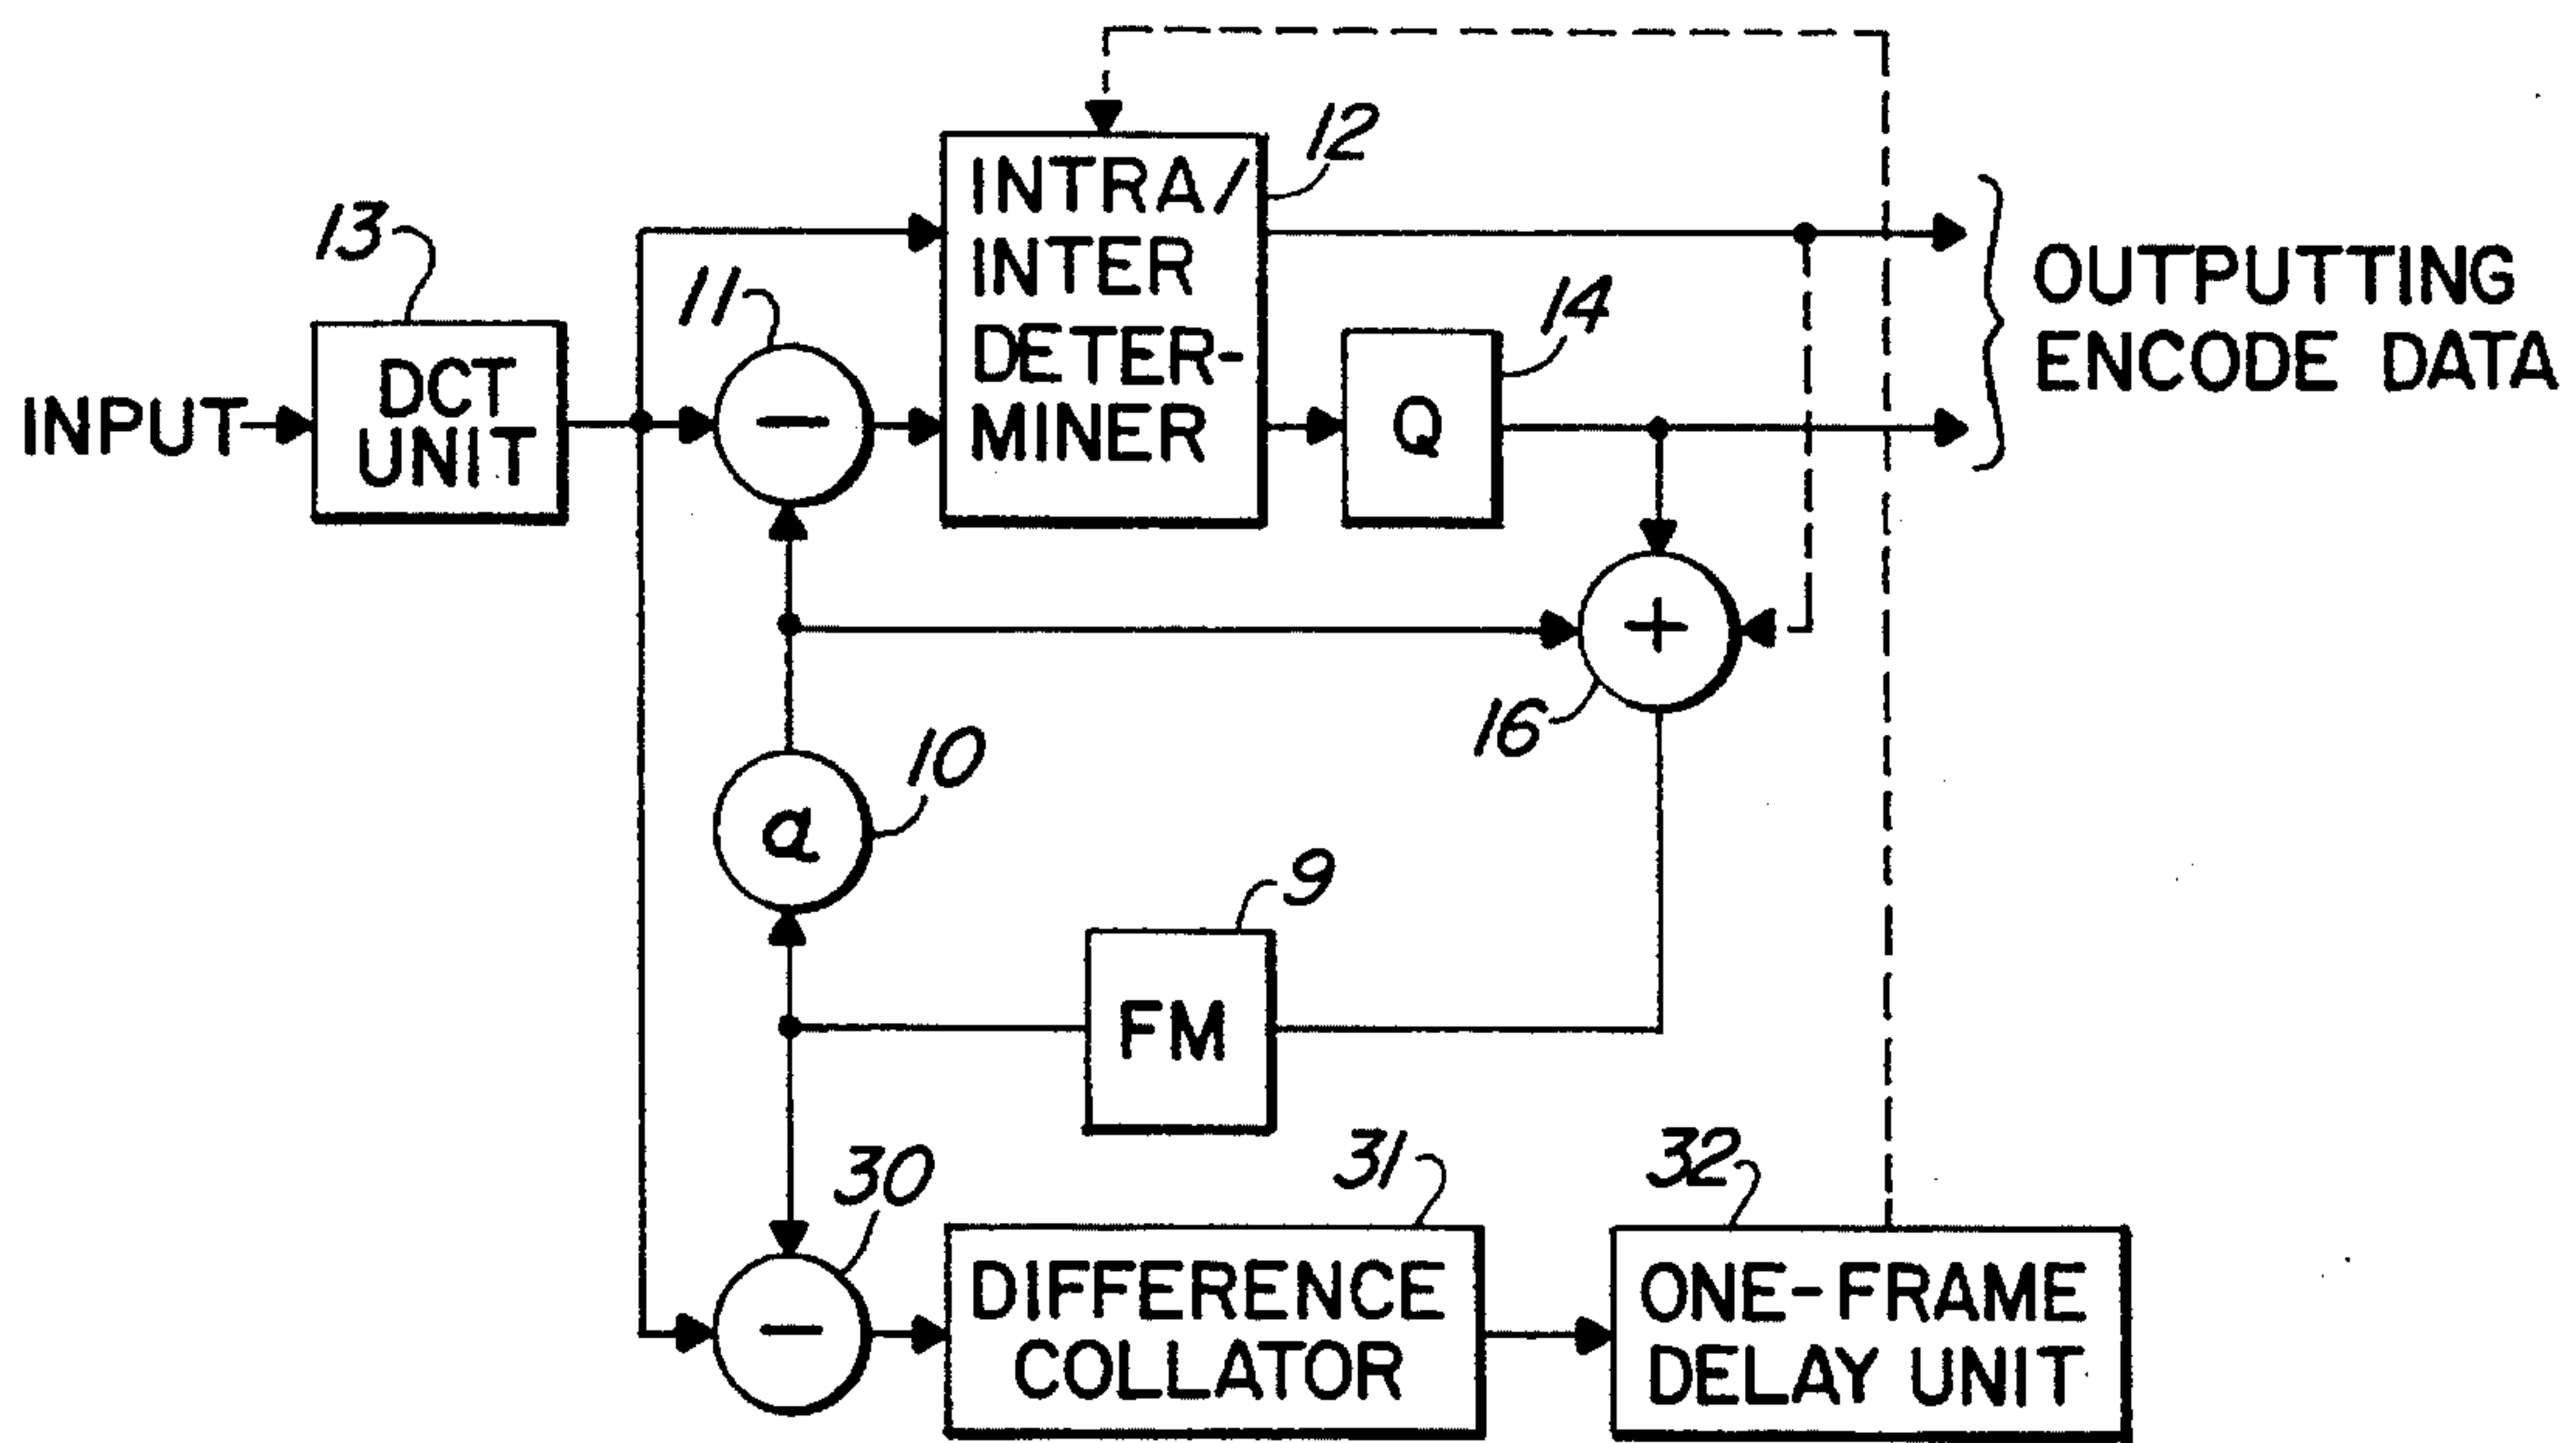 12
INTRA/
INTER
DETER-
MINER
13
11
14
OUTPUTTING
ENCODE DATA
INPUT
DCT
UNIT
−
Q
+
16
10
a
9
FM
30
31
32
−
DIFFERENCE
COLLATOR
ONE-FRAME
DELAY UNIT